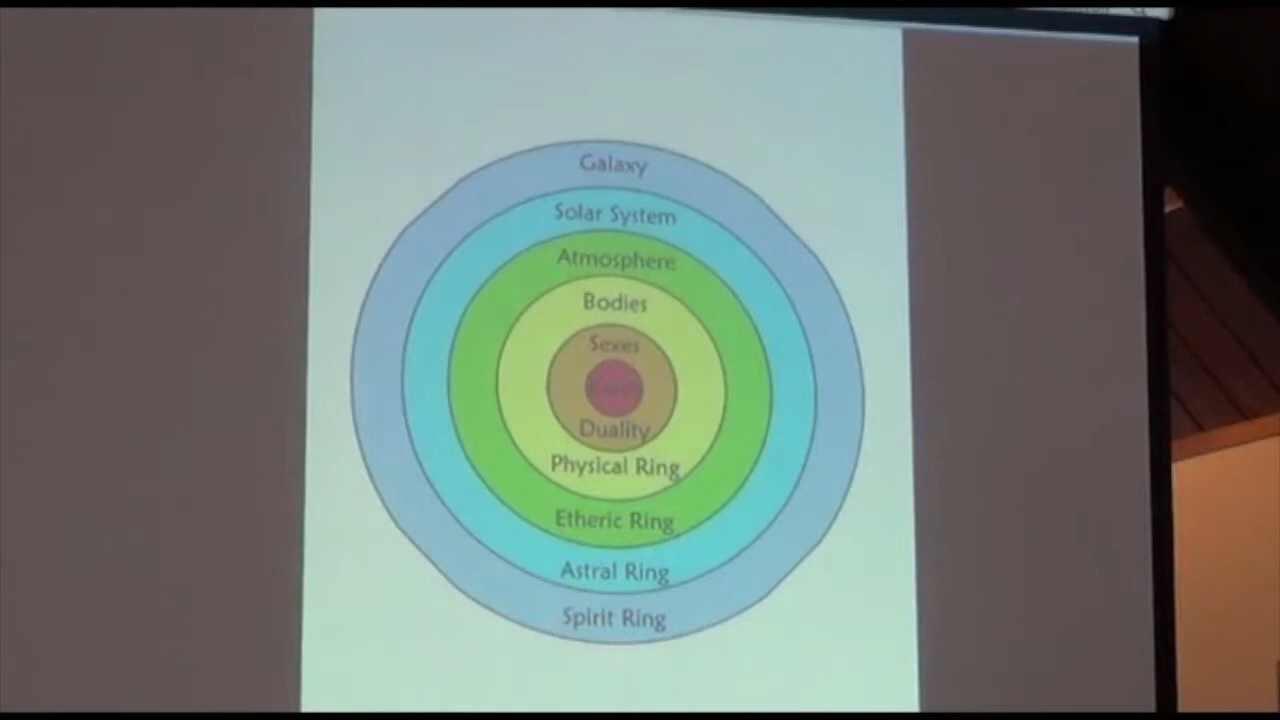 Galaxy
Solar System
Atmosphere
Bodies
Sexes
Duality
Physical Ring
Etheric Ring
Astral Ring
Spirit Ring